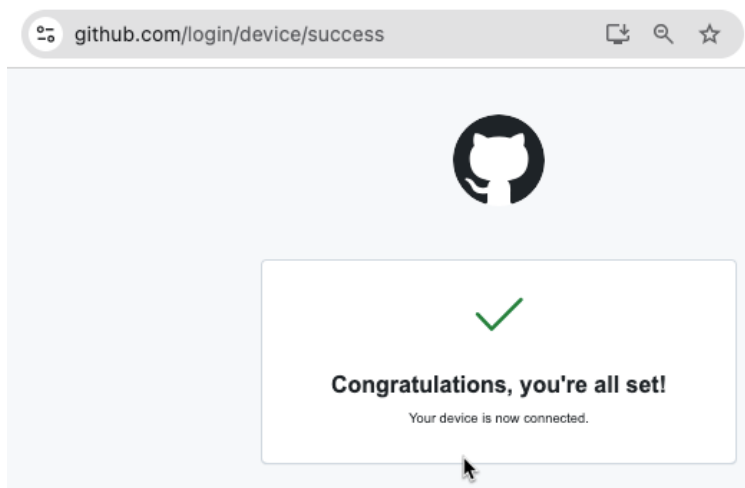 github.com/login/device/success
Congratulations, you're all set!
Your device is now connected.